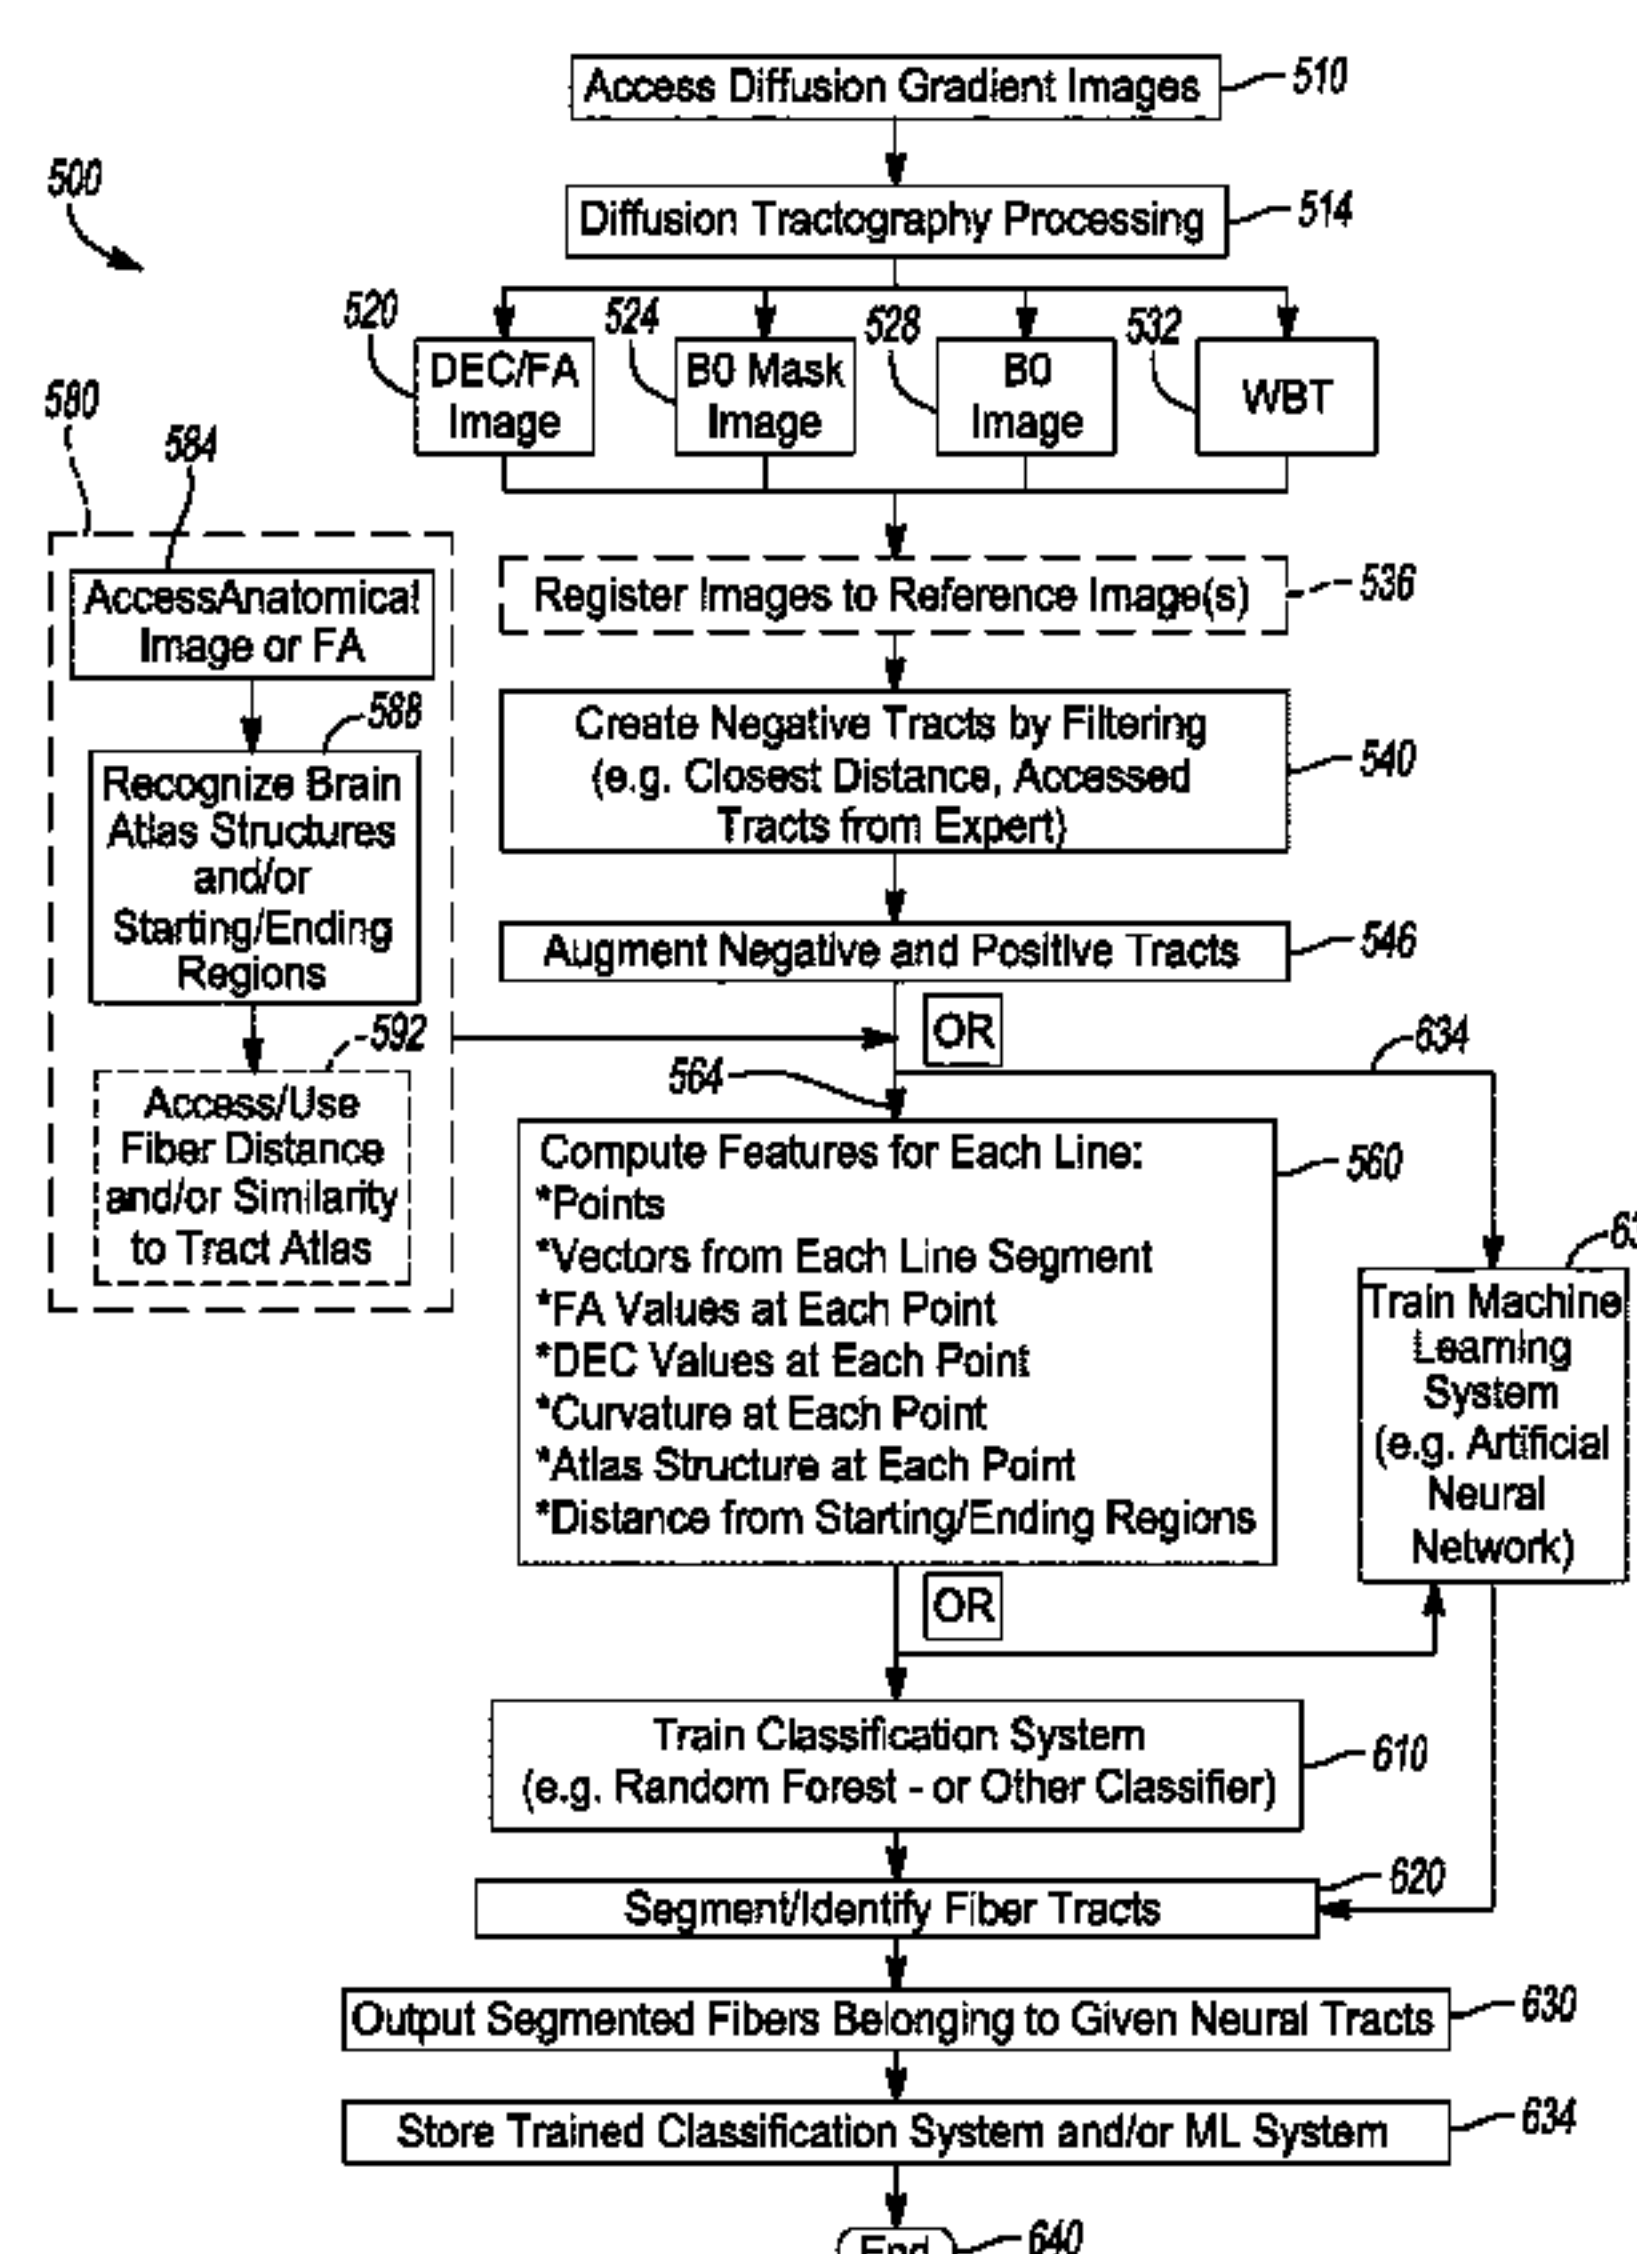 Access Diffusion Gradient Images
510
500
Diffusion Tractography Processing
514
520
524
528
532
DEC/FA
Image
B0 Mask
Image
B0
Image
WBT
580
584
AccessAnatomical
Image or FA
588
Recognize Brain
Atlas Structures
and/or
Starting/Ending
Regions
592
Access/Use
Fiber Distance
and/or Similarity
to Tract Atlas
Register Images to Reference Image(s)
536
Create Negative Tracts by Filtering
(e.g. Closest Distance, Accessed
Tracts from Expert)
540
Augment Negative and Positive Tracts
546
OR
634
564
Compute Features for Each Line:
*Points
*Vectors from Each Line Segment
*FA Values at Each Point
*DEC Values at Each Point
*Curvature at Each Point
*Atlas Structure at Each Point
*Distance from Starting/Ending Regions
560
Train Machine
Learning
System
(e.g. Artificial
Neural
Network)
OR
Train Classification System
(e.g. Random Forest - or Other Classifier)
610
Segment/Identify Fiber Tracts
620
Output Segmented Fibers Belonging to Given Neural Tracts
630
Store Trained Classification System and/or ML System
634
End
640